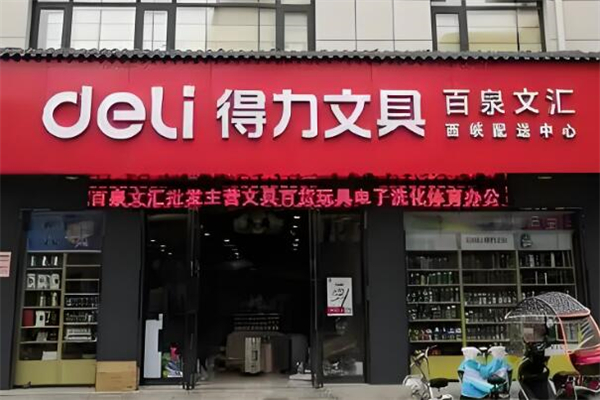 deli 得力文具
百泉文汇
西峡配送中心
百泉文汇批发主营文具百货玩具电子洗化体育办公